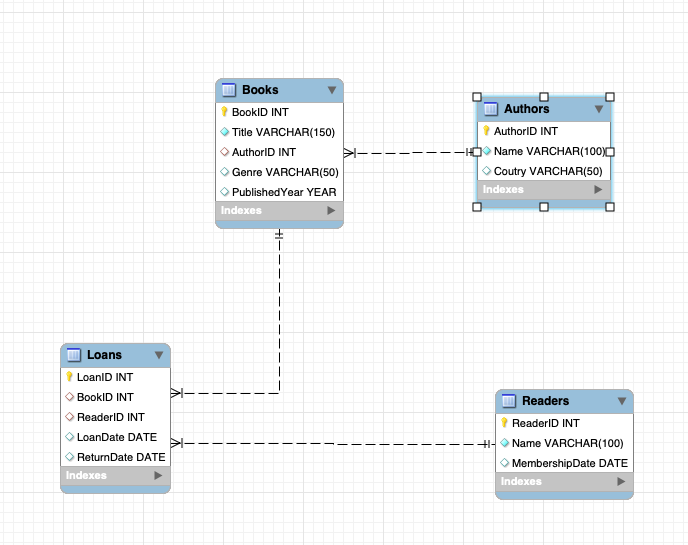 Books
BookID INT
Title VARCHAR(150)
AuthorID INT
Genre VARCHAR(50)
PublishedYear YEAR
Indexes
Authors
AuthorID INT
Name VARCHAR(100)
Coutry VARCHAR(50)
Indexes
Loans
LoanID INT
BookID INT
ReaderID INT
LoanDate DATE
ReturnDate DATE
Indexes
Readers
ReaderID INT
Name VARCHAR(100)
MembershipDate DATE
Indexes